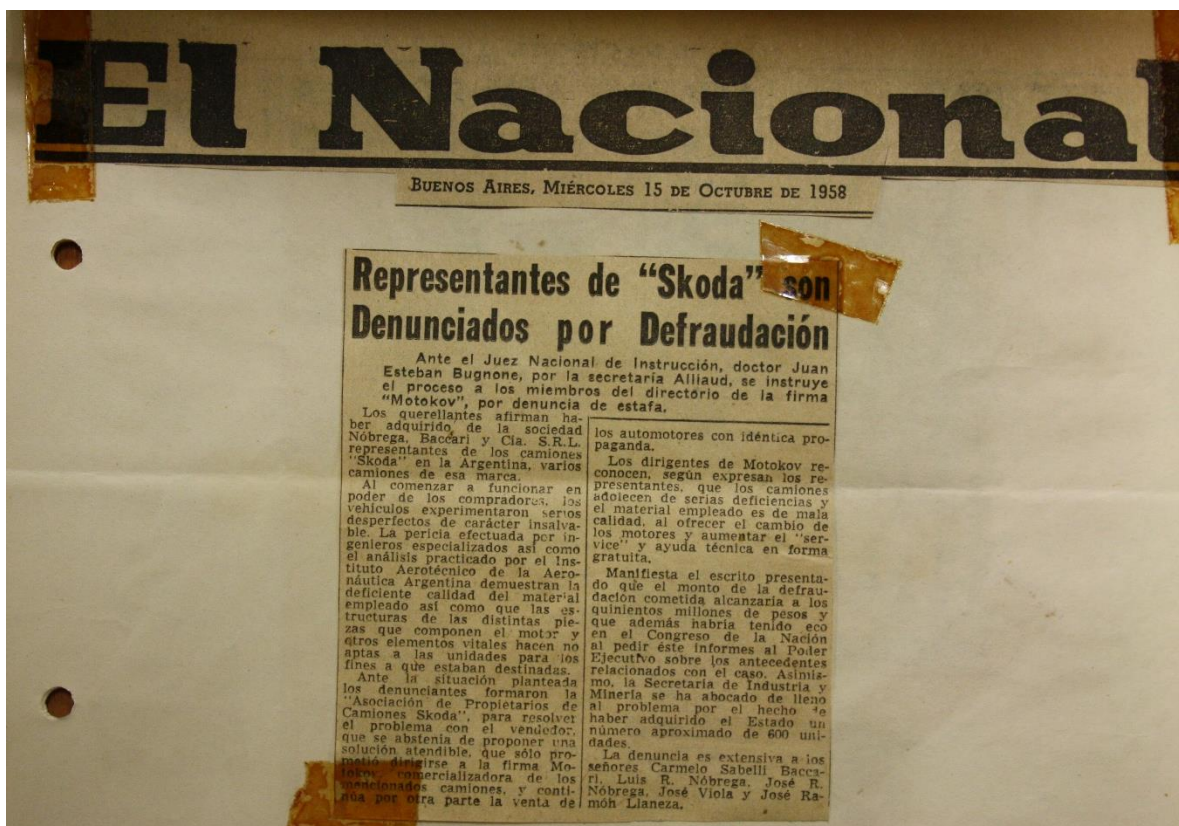 El Nacional
BUENOS AIRES, MIÉRCOLES 15 DE OCTUBRE DE 1958
Representantes de "Skoda" son
Denunciados por Defraudación
Ante el Juez Nacional de Instrucción, doctor Juan
Esteban Bugnone, por la secretaría Alliaud, se instruye
el proceso a los miembros del directorio de la firma
"Motokov", por denuncia de estafa.
Los querellantes afirman ha-
ber adquirido de la sociedad
Nóbrega, Baccari y Cía. S.R.L.
representantes de los camiones
"Skoda" en la Argentina, varios
camiones de esa marca.
Al comenzar a funcionar en
poder de los compradores, los
vehículos experimentaron serios
desperfectos de carácter insalva-
ble. La pericia efectuada por in-
genieros especializados así como
el análisis practicado por el Ins-
tituto Aerotécnico de la Aero-
náutica Argentina demuestran la
deficiente calidad del material
empleado así como que las es-
tructuras de las distintas pie-
zas que componen el motor y
otros elementos vitales hacen no
aptas a las unidades para los
fines a que estaban destinadas.
Ante la situación planteada
los denunciantes formaron la
"Asociación de Propietarios de
Camiones Skoda", para resolver
el problema con el vendedor,
que se abstenía de proponer una
solución atendible, que sólo pro-
metió dirigirse a la firma Mo-
tokov, comercializadora de los
mencionados camiones, y conti-
núa por otra parte la venta de
los automotores con idéntica pro-
paganda.
Los dirigentes de Motokov re-
conocen, según expresan los re-
presentantes, que los camiones
adolecen de serias deficiencias y
el material empleado es de mala
calidad, al ofrecer el cambio de
los motores y aumentar el "ser-
vice" y ayuda técnica en forma
gratuita.
Manifiesta el escrito presenta-
do que el monto de la defrau-
dación cometida alcanzaría a los
quinientos millones de pesos y
que además habría tenido eco
en el Congreso de la Nación
al pedir éste informes al Poder
Ejecutivo sobre los antecedentes
relacionados con el caso. Asimis-
mo, la Secretaría de Industria y
Minería se ha abocado de lleno
al problema por el hecho de
haber adquirido el Estado un
número aproximado de 600 uni-
dades.
La denuncia es extensiva a los
señores Carmelo Sabelli Bacca-
ri, Luis R. Nóbrega, José R.
Nóbrega, José Viola y José Ra-
móh Llaneza.